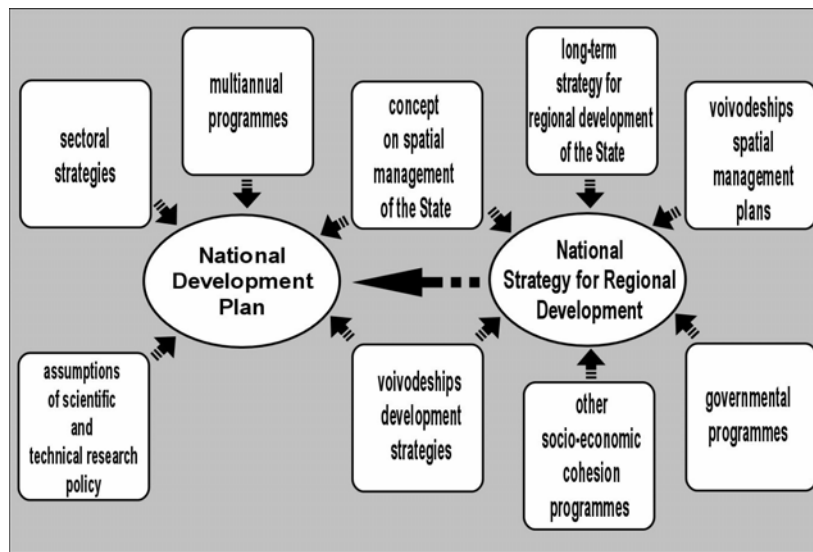 sectoral
strategies
multiannual
programmes
concept
on spatial
management
of the State
long-term
strategy for
regional development
of the State
voivodeships
spatial
management
plans
National
Development
Plan
National
Strategy for Regional
Development
assumptions
of scientific
and
technical research
policy
voivodeships
development
strategies
other
socio-economic
cohesion
programmes
governmental
programmes